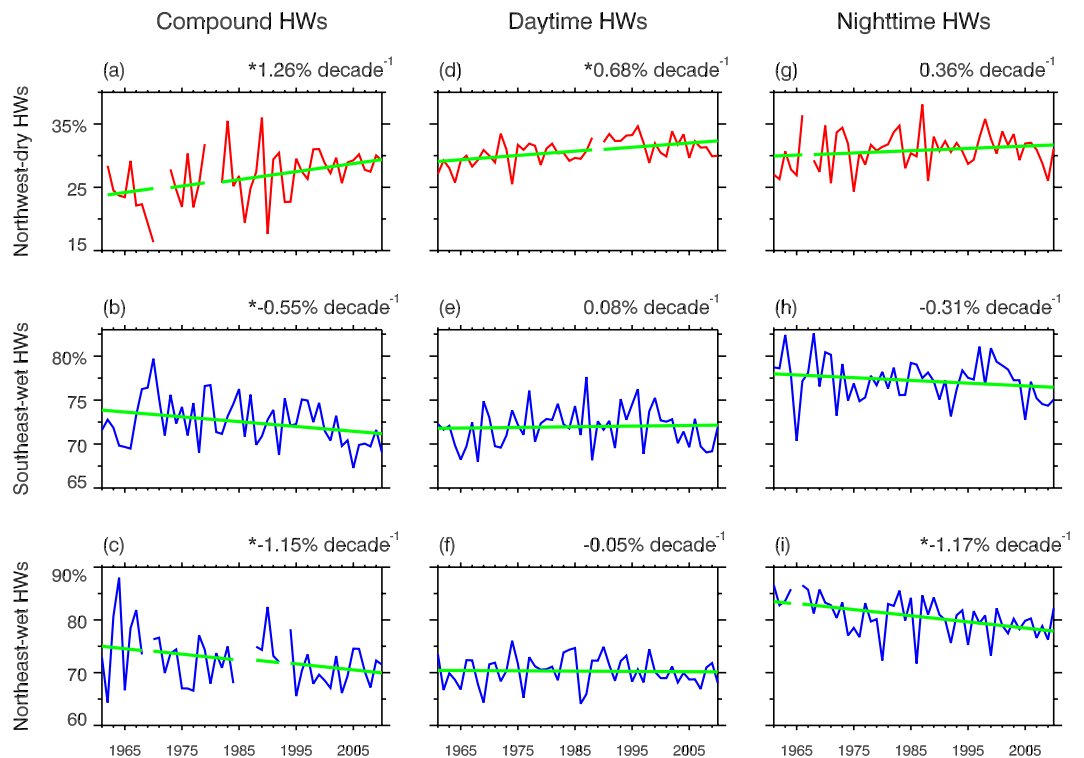 Compound HWs Daytime HWs Nighttime HWs
(a) *1.26% decade-1 (d) *0.68% decade-1 (g) 0.36% decade-1
Northwest-dry HWs
35%
25
15
(b) *-0.55% decade-1 (e) 0.08% decade-1 (h) -0.31% decade-1
Southeast-wet HWs
80%
75
70
65
(c) *-1.15% decade-1 (f) -0.05% decade-1 (i) *-1.17% decade-1
Northeast-wet HWs
90%
80
70
60
1965 1975 1985 1995 2005 1965 1975 1985 1995 2005 1965 1975 1985 1995 2005